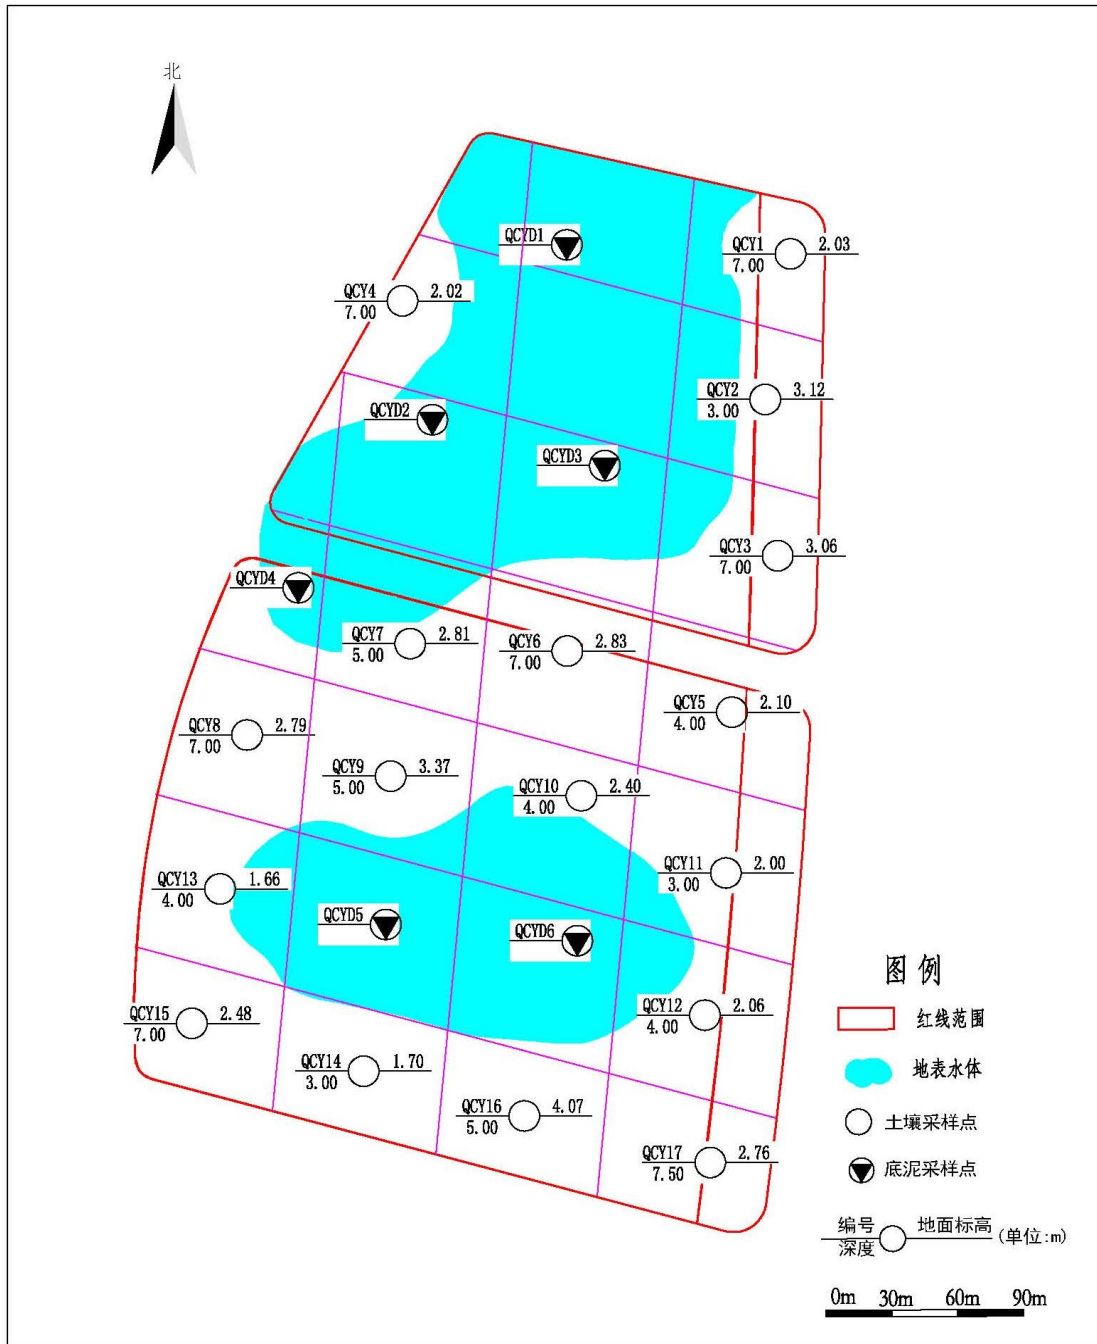 北
QCYD1
QCY1 2.03
7.00
QCY4 2.02
7.00
QCY2 3.12
3.00
QCYD2
QCYD3
QCY3 3.06
7.00
QCYD4
QCY7 2.81
5.00
QCY6 2.83
7.00
QCY5 2.10
4.00
QCY8 2.79
7.00
QCY9 3.37
5.00
QCY10 2.40
4.00
QCY11 2.00
3.00
QCY13 1.66
4.00
QCYD5
QCYD6
QCY12 2.06
4.00
QCY15 2.48
7.00
QCY14 1.70
3.00
QCY16 4.07
5.00
QCY17 2.76
7.50
图例
红线范围
地表水体
土壤采样点
底泥采样点
编号 地面标高 (单位:m)
深度
0m 30m 60m 90m